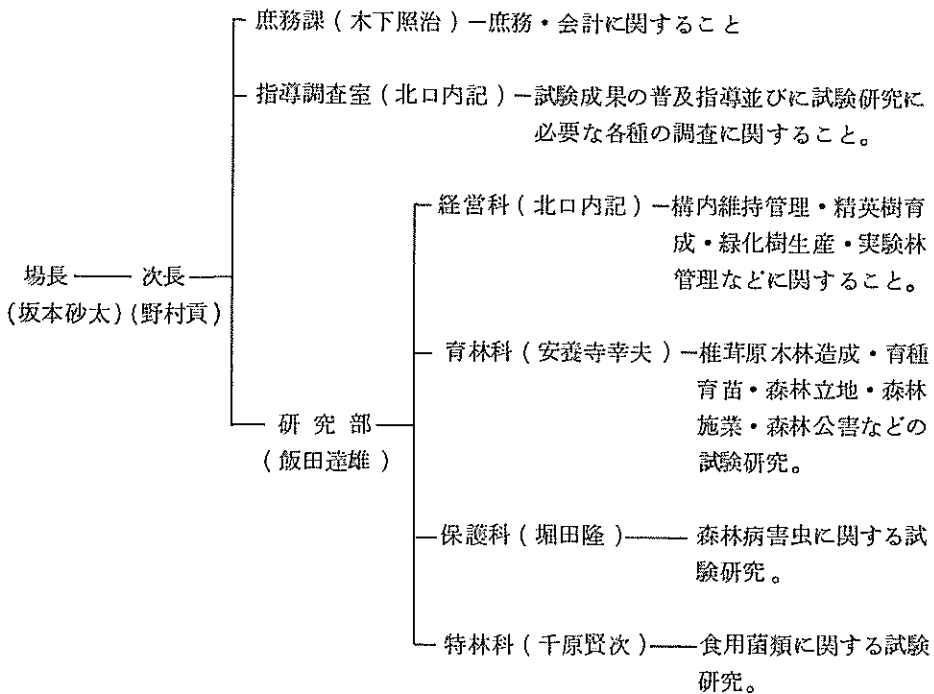 庶務課(木下照治)―庶務・会計に関すること
指導調査室(北口内記)―試験成果の普及指導並びに試験研究に
必要な各種の調査に関すること。
経営科(北口内記)―構内維持管理・精英樹育
成・緑化樹生産・実験林
管理などに関すること。
場長――次長
(坂本砂太)(野村貢)
育林科(安養寺幸夫)―椎茸原木林造成・育種
育苗・森林立地・森林
施業・森林公害などの
試験研究。
研究部
(飯田達雄)
保護科(堀田隆)――森林病害虫に関する試
験研究。
特林科(千原賢次)――食用菌類に関する試験
研究。